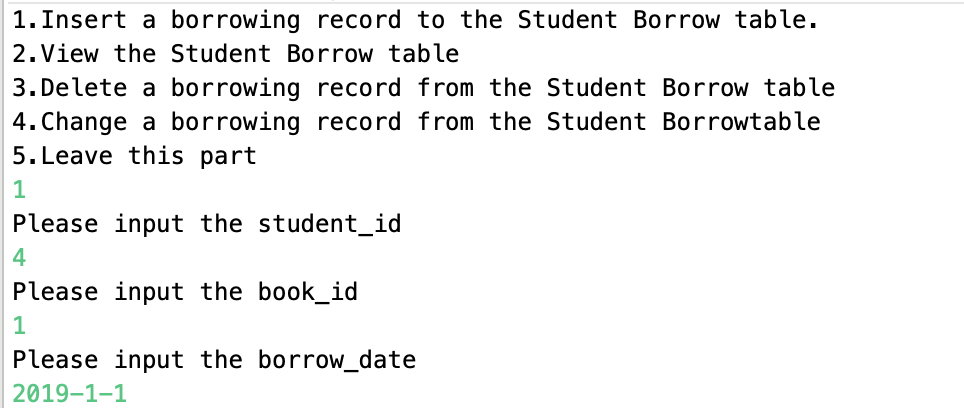 1.Insert a borrowing record to the Student Borrow table.
2.View the Student Borrow table
3.Delete a borrowing record from the Student Borrow table
4.Change a borrowing record from the Student Borrowtable
5.Leave this part
1
Please input the student_id
4
Please input the book_id
1
Please input the borrow_date
2019-1-1